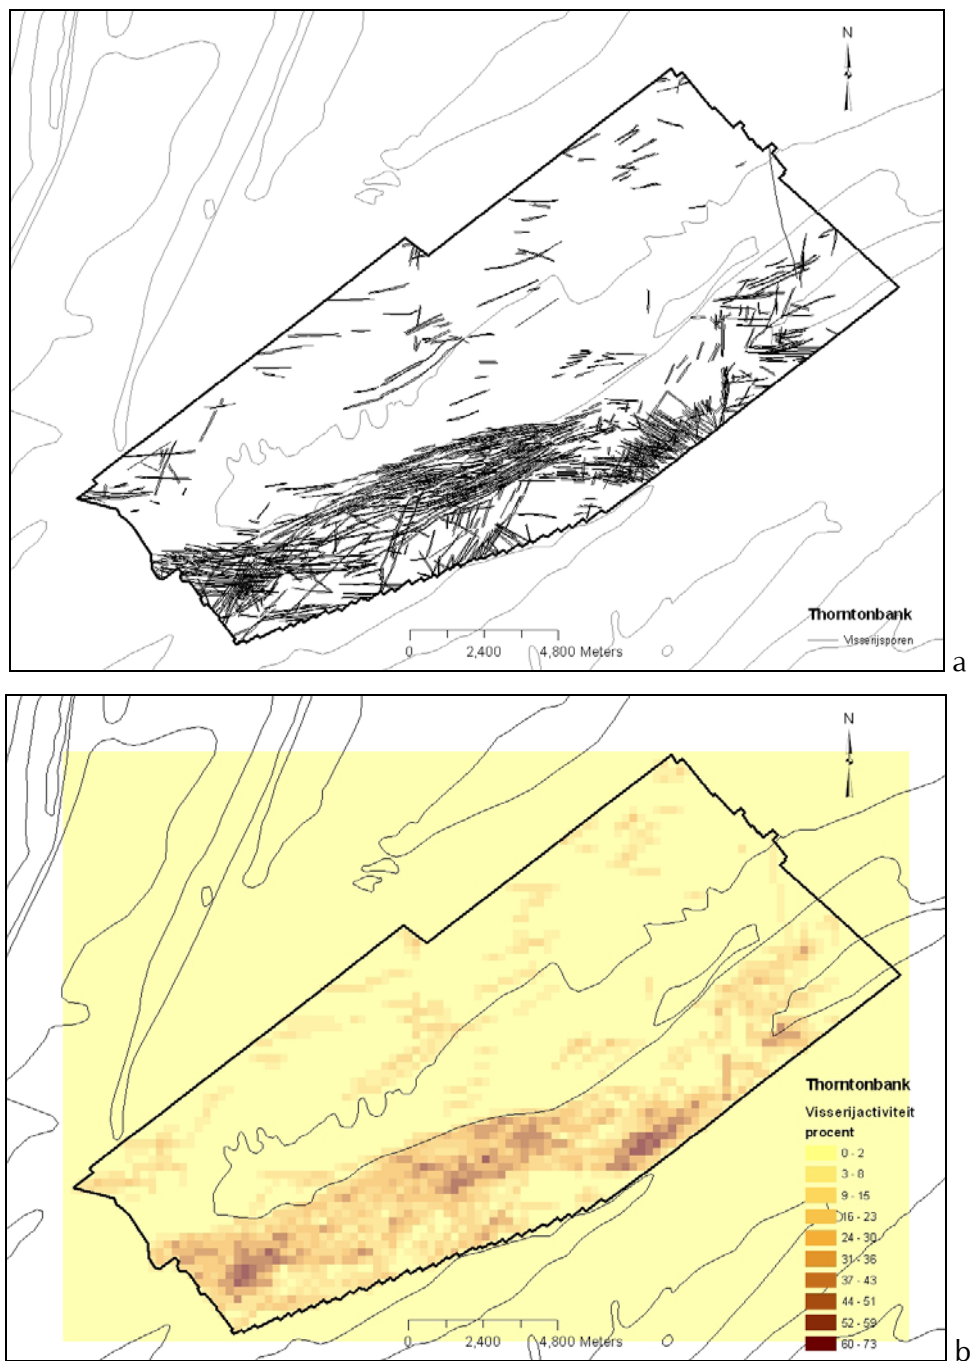 N
Thorntonbank
Visserijsporen
0 2,400 4,800 Meters
a
N
Thorntonbank
Visserijactiviteit
procent
0 - 2
3 - 8
9 - 15
16 - 23
24 - 30
31 - 36
37 - 43
44 - 51
52 - 59
60 - 73
0 2,400 4,800 Meters
b